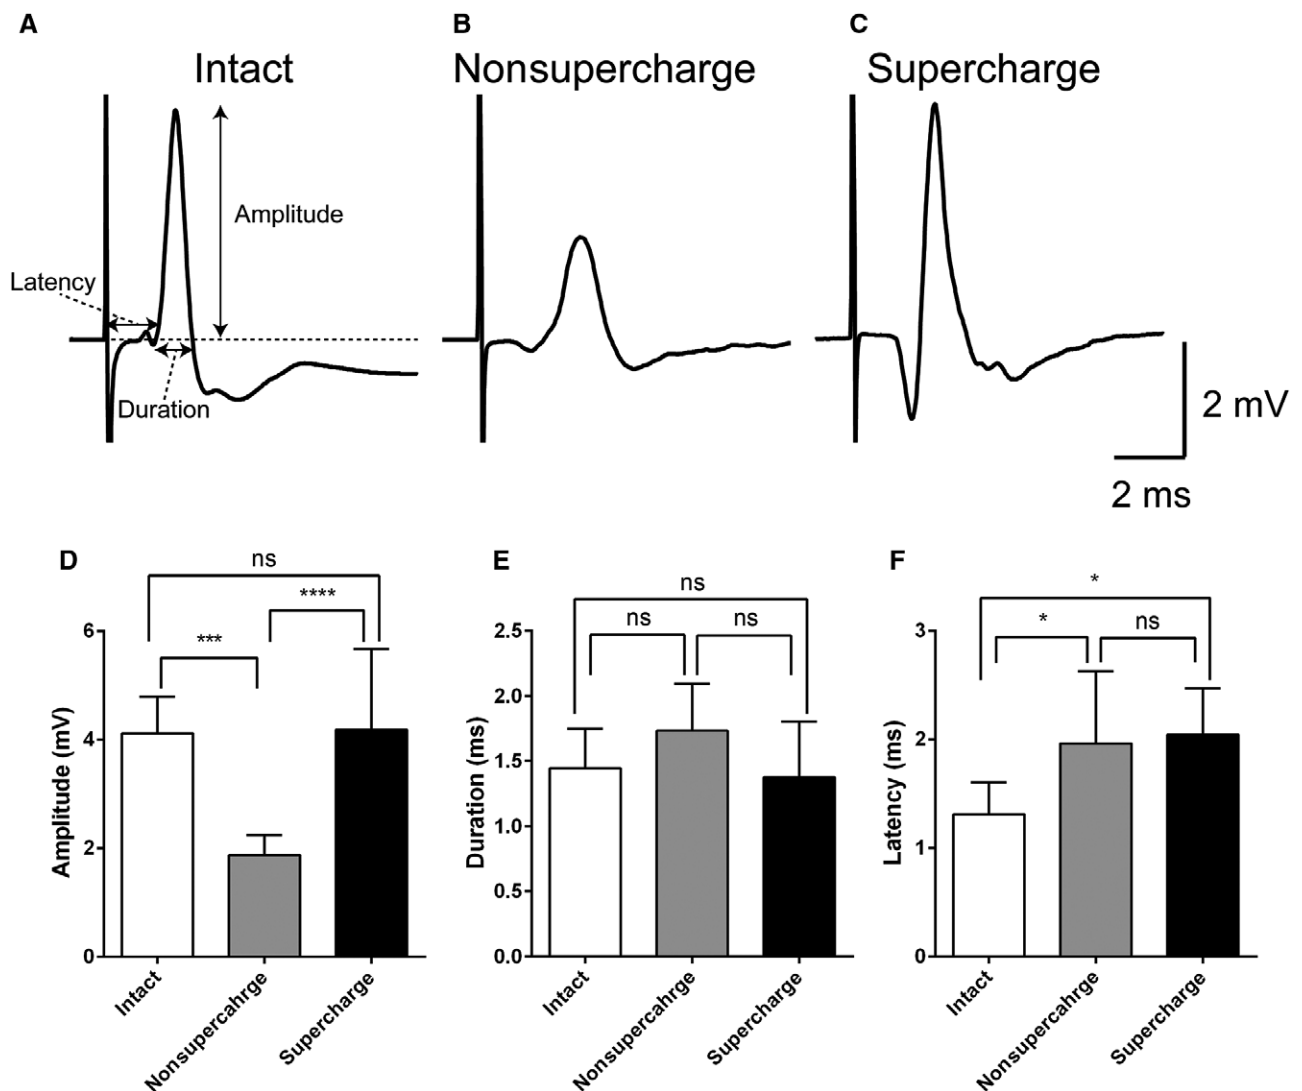 A
B
C
Intact
Nonsupercharge
Supercharge
Amplitude
Latency
Duration
2 mV
2 ms
D
ns
****
***
6
4
2
0
Amplitude (mV)
Intact
Nonsupercahrge
Supercharge
E
ns
ns
ns
2.5
2.0
1.5
1.0
0.5
0.0
Duration (ms)
Intact
Nonsupercahrge
Supercharge
F
*
*
ns
3
2
1
0
Latency (ms)
Intact
Nonsupercahrge
Supercharge